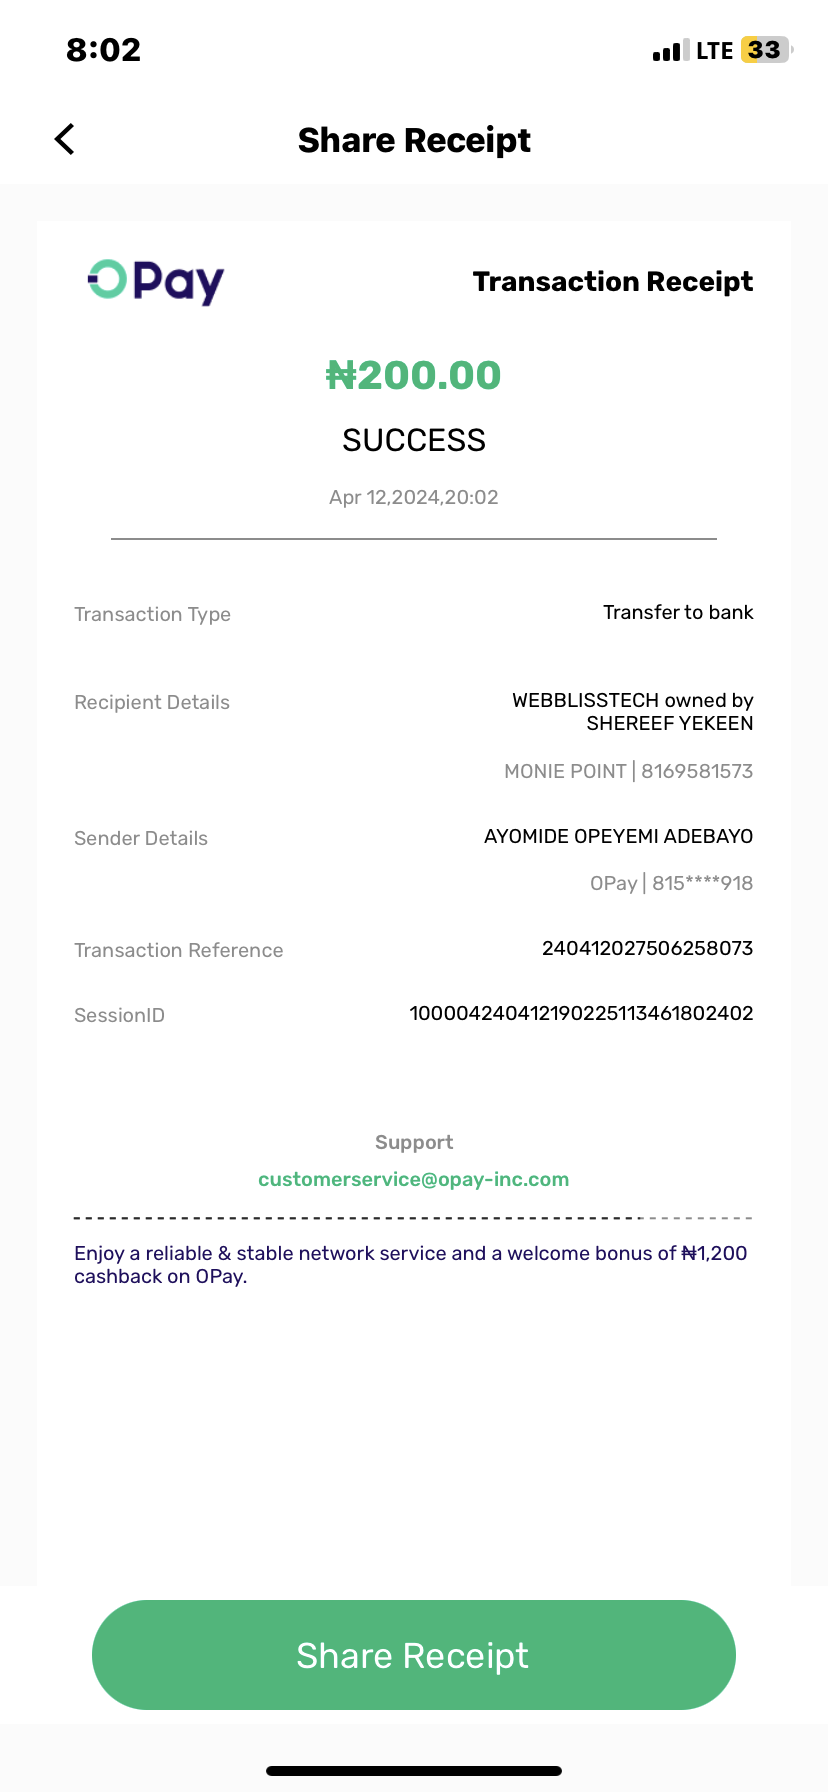 8:02
LTE 33
Share Receipt
OPay
Transaction Receipt
₦200.00
SUCCESS
Apr 12,2024,20:02
Transaction Type
Transfer to bank
Recipient Details
WEBBLISSTECH owned by
SHEREEF YEKEEN
MONIE POINT | 8169581573
Sender Details
AYOMIDE OPEYEMI ADEBAYO
OPay | 815****918
Transaction Reference
240412027506258073
SessionID
100004240412190225113461802402
Support
customerservice@opay-inc.com
Enjoy a reliable & stable network service and a welcome bonus of ₦1,200
cashback on OPay.
Share Receipt